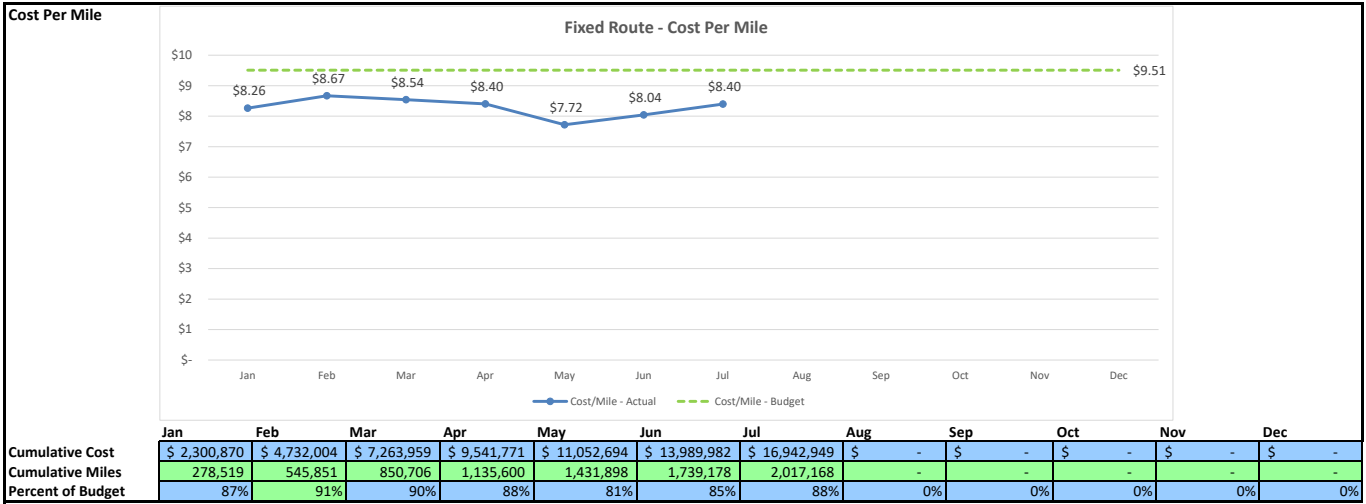 Cost Per Mile
Fixed Route - Cost Per Mile
$10
$9
$8
$7
$6
$5
$4
$3
$2
$1
$-
$8.26 $8.67 $8.54 $8.40 $7.72 $8.04 $8.40 $9.51
Jan Feb Mar Apr May Jun Jul Aug Sep Oct Nov Dec
Cost/Mile - Actual Cost/Mile - Budget
Jan Feb Mar Apr May Jun Jul Aug Sep Oct Nov Dec
Cumulative Cost $ 2,300,870 $ 4,732,004 $ 7,263,959 $ 9,541,771 $ 11,052,694 $ 13,989,982 $ 16,942,949 $ - $ - $ - $ - $ -
Cumulative Miles 278,519 545,851 850,706 1,135,600 1,431,898 1,739,178 2,017,168 - - - - -
Percent of Budget 87% 91% 90% 88% 81% 85% 88% 0% 0% 0% 0% 0%